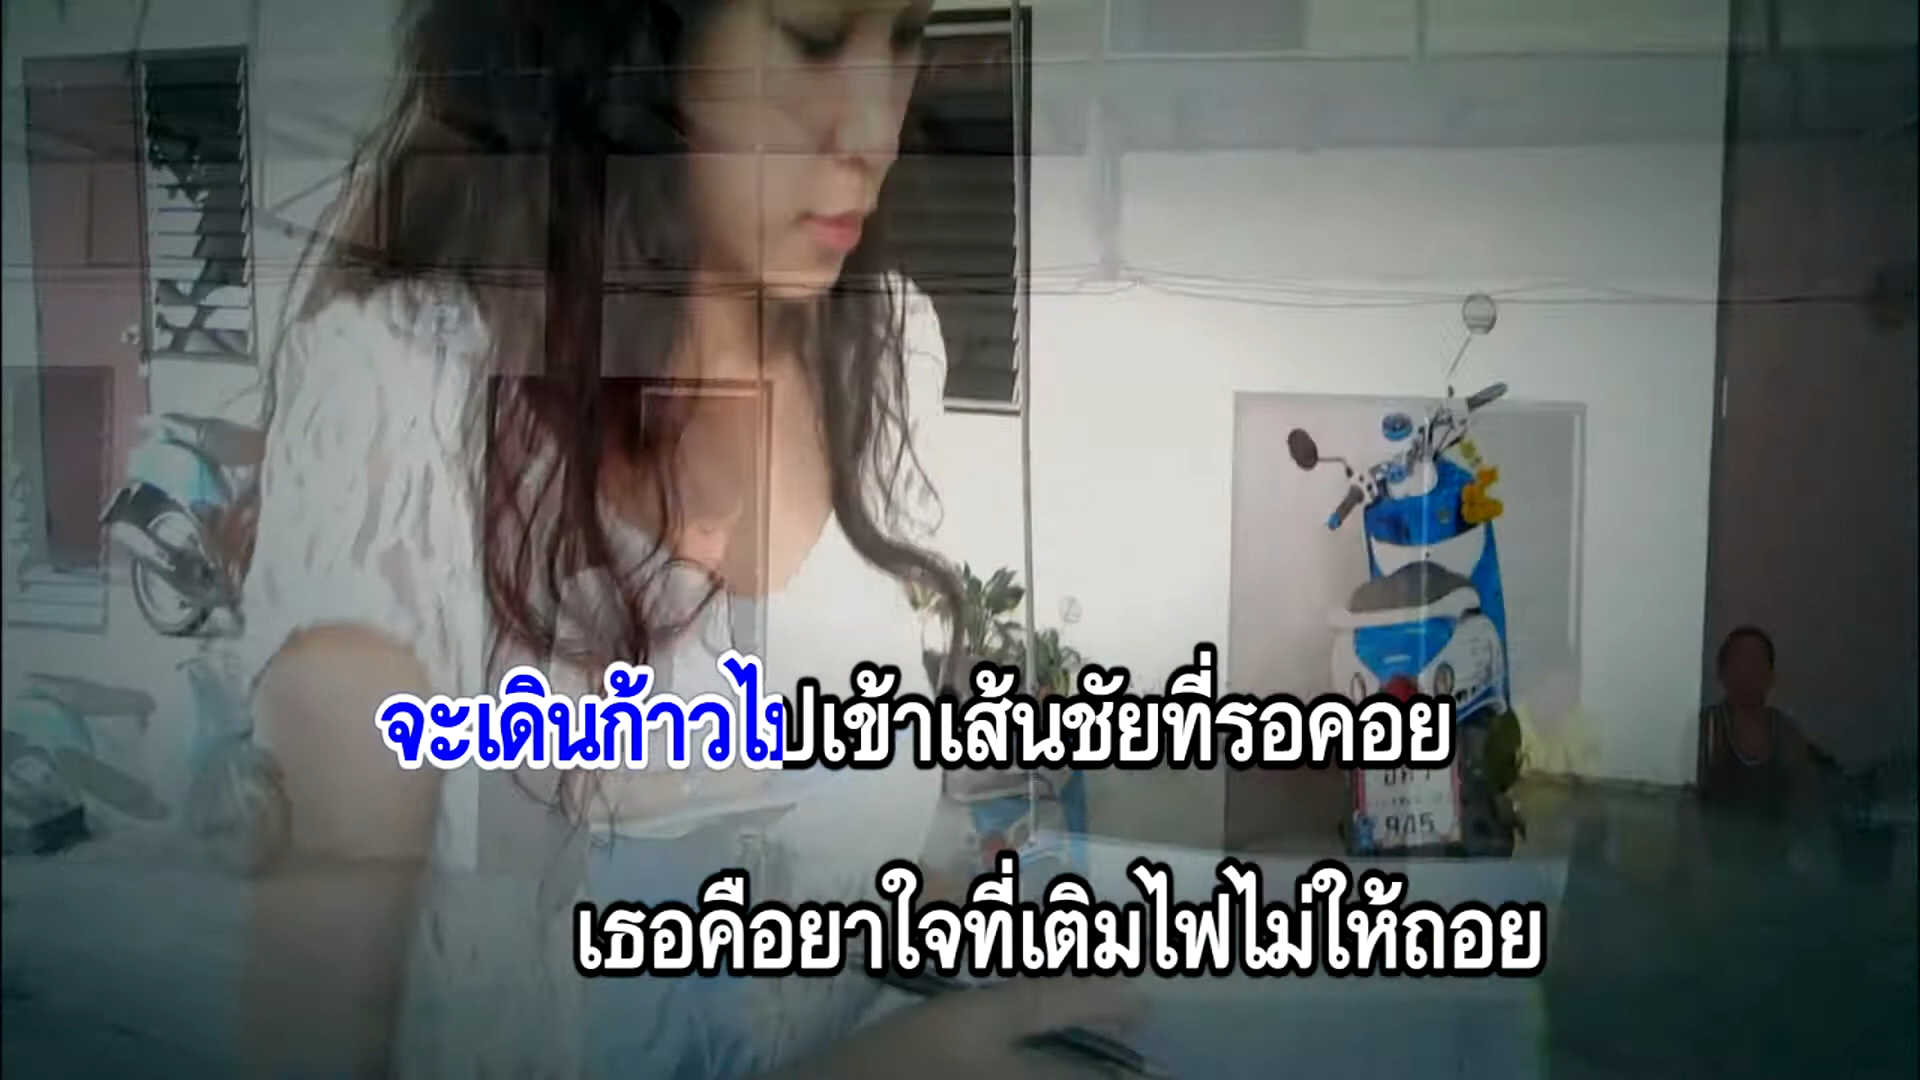 จะเดินก้าวไปเข้าเส้นชัยที่รอคอย
945
เธอคือยาใจที่เติมไฟไม่ให้ถอย